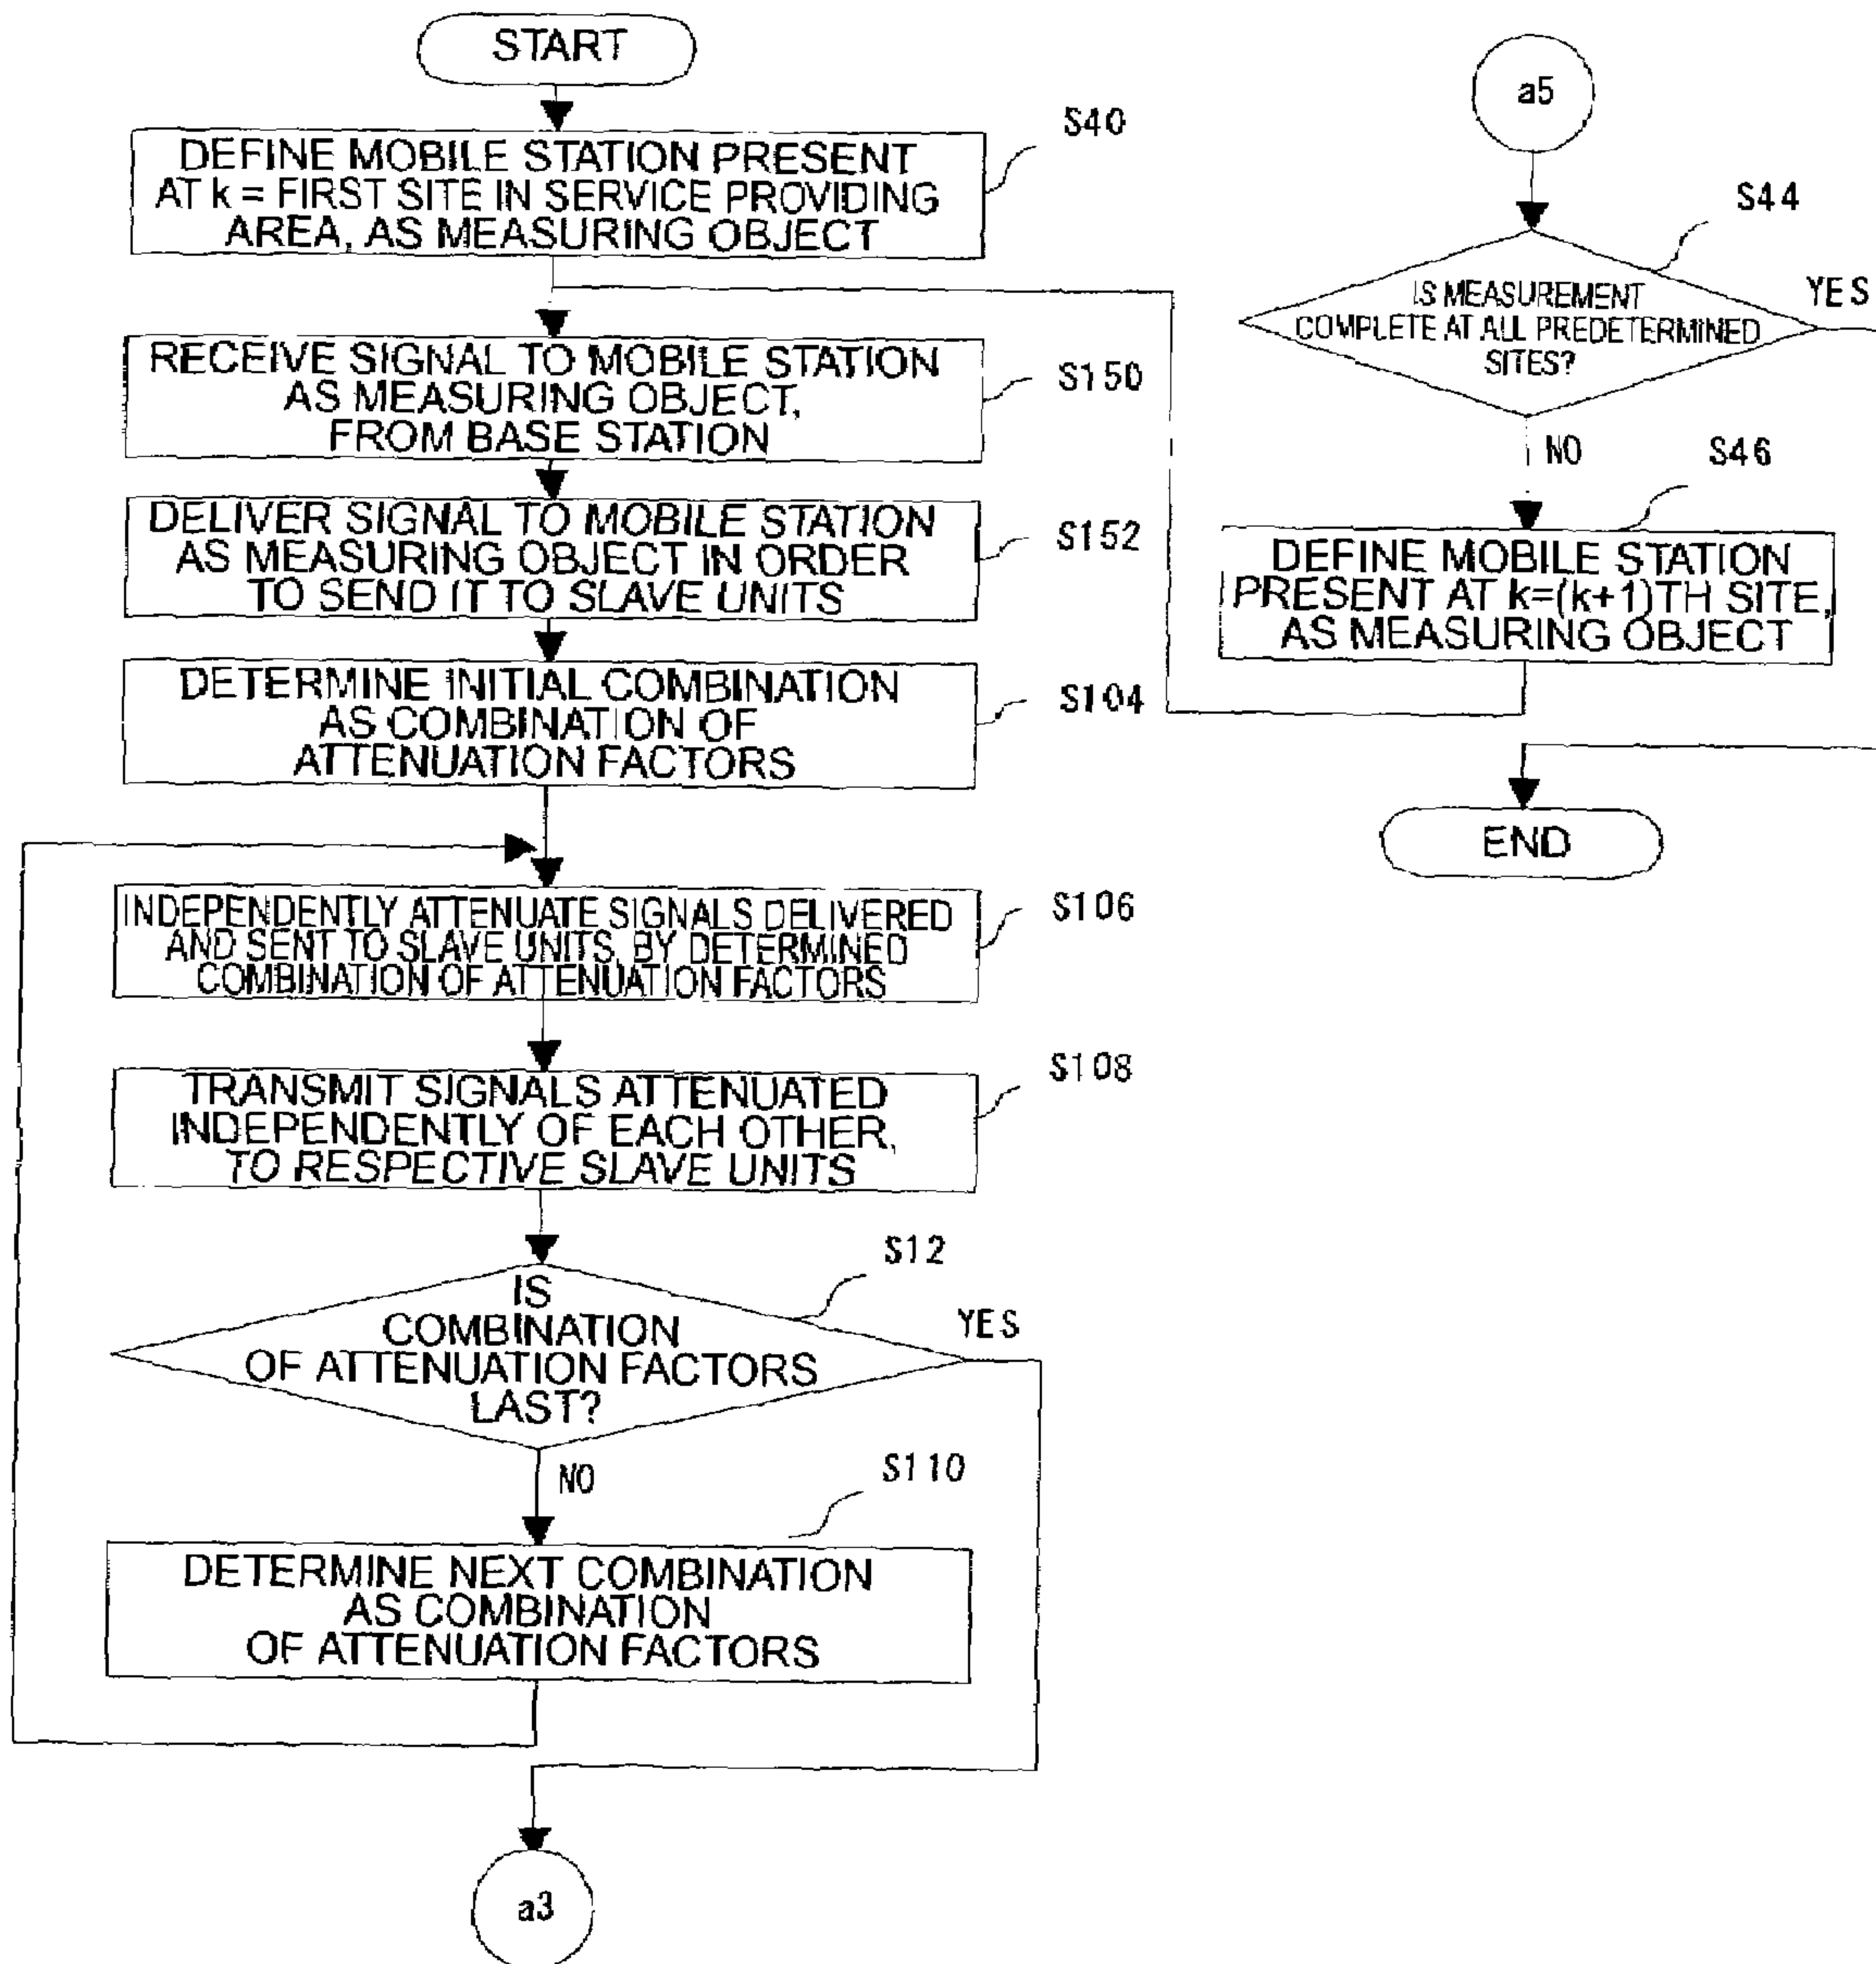 START
DEFINE MOBILE STATION PRESENT
AT k = FIRST SITE IN SERVICE PROVIDING
AREA, AS MEASURING OBJECT
S40
RECEIVE SIGNAL TO MOBILE STATION
AS MEASURING OBJECT,
FROM BASE STATION
S150
DELIVER SIGNAL TO MOBILE STATION
AS MEASURING OBJECT IN ORDER
TO SEND IT TO SLAVE UNITS
S152
DETERMINE INITIAL COMBINATION
AS COMBINATION OF
ATTENUATION FACTORS
S104
INDEPENDENTLY ATTENUATE SIGNALS DELIVERED
AND SENT TO SLAVE UNITS, BY DETERMINED
COMBINATION OF ATTENUATION FACTORS
S106
TRANSMIT SIGNALS ATTENUATED
INDEPENDENTLY OF EACH OTHER,
TO RESPECTIVE SLAVE UNITS
S108
IS
COMBINATION
OF ATTENUATION FACTORS
LAST?
S12
YES
NO
DETERMINE NEXT COMBINATION
AS COMBINATION
OF ATTENUATION FACTORS
S110
a3
a5
IS MEASUREMENT
COMPLETE AT ALL PREDETERMINED
SITES?
S44
YES
NO
DEFINE MOBILE STATION
PRESENT AT k=(k+1)TH SITE,
AS MEASURING OBJECT
S46
END